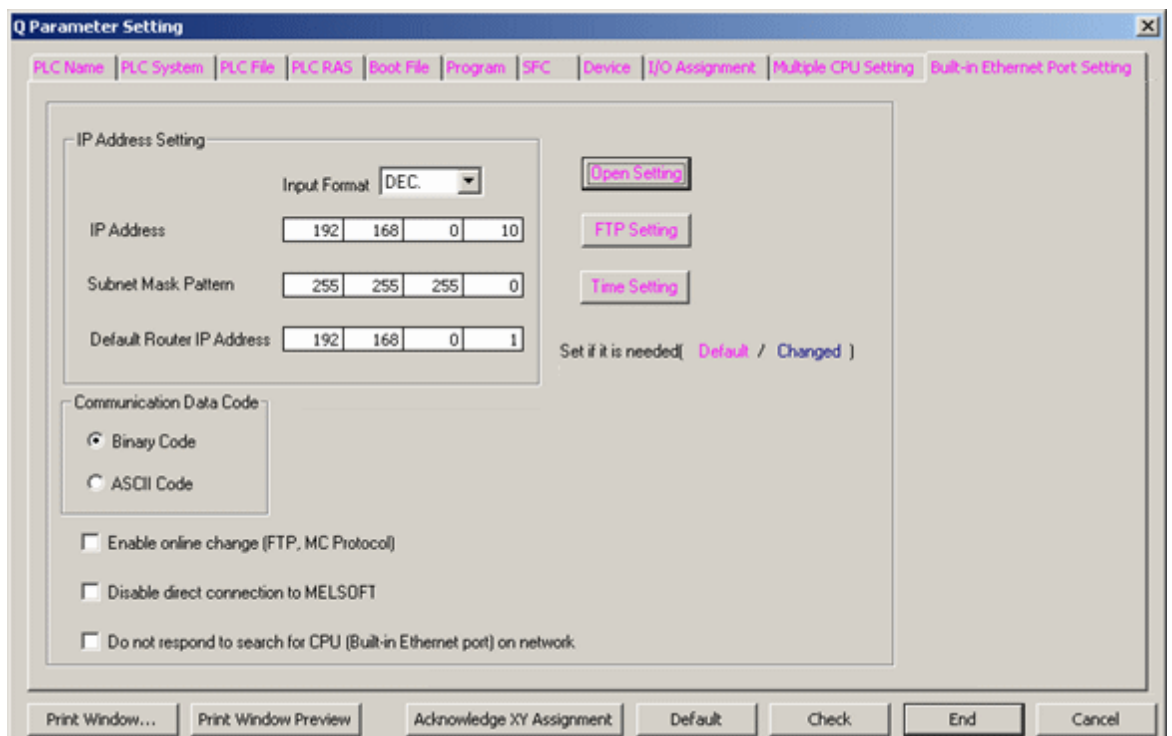 Q Parameter Setting
PLC Name PLC System PLC File PLC RAS Boot File Program SFC Device I/O Assignment Multiple CPU Setting Built-in Ethernet Port Setting
IP Address Setting
Input Format DEC.
IP Address 192 168 0 10
Subnet Mask Pattern 255 255 255 0
Default Router IP Address 192 168 0 1
Open Setting
FTP Setting
Time Setting
Set if it is needed( Default / Changed )
Communication Data Code
Binary Code
ASCII Code
Enable online change (FTP, MC Protocol)
Disable direct connection to MELSOFT
Do not respond to search for CPU (Built-in Ethernet port) on network
Print Window... Print Window Preview Acknowledge XY Assignment Default Check End Cancel